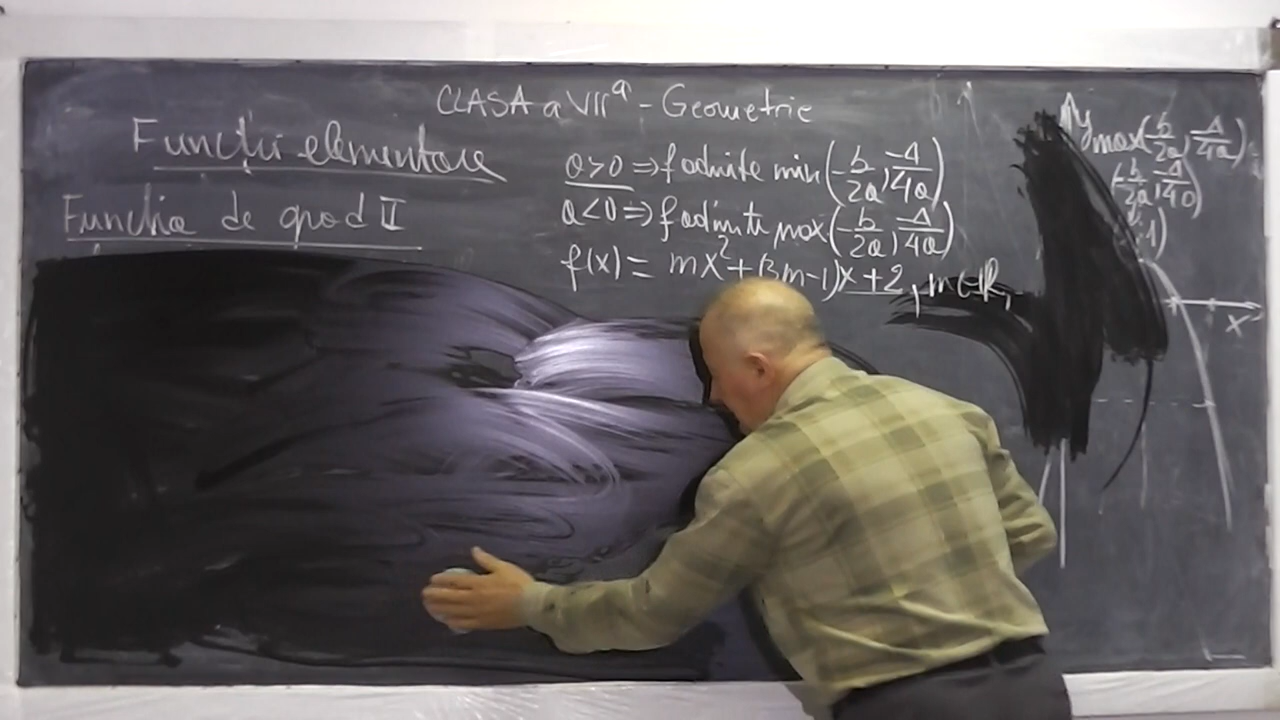 CLASA a VII ª - Geometrie
Funcții elementare
Funcția de grad II
a>0 ⇒ f admite min (-b/2a, -Δ/4a)
a<0 ⇒ f admite max (-b/2a, -Δ/4a)
f(x) = mx² + (3m-1)x + 2, m∈ℝ,
y
max(-b/2a, -Δ/4a)
(-b/2a, -Δ/4a)
x